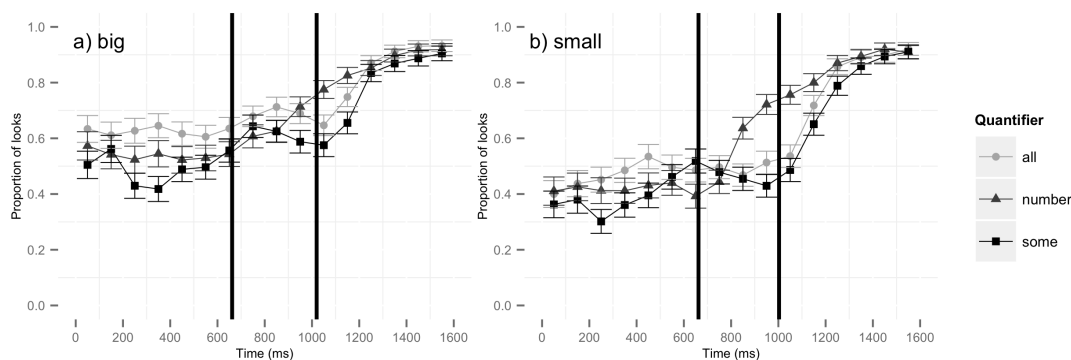 a) big
Proportion of looks
1.0
0.8
0.6
0.4
0.2
0.0
0 200 400 600 800 1000 1200 1400 1600
Time (ms)
b) small
Proportion of looks
1.0
0.8
0.6
0.4
0.2
0.0
0 200 400 600 800 1000 1200 1400 1600
Time (ms)
Quantifier
all
number
some